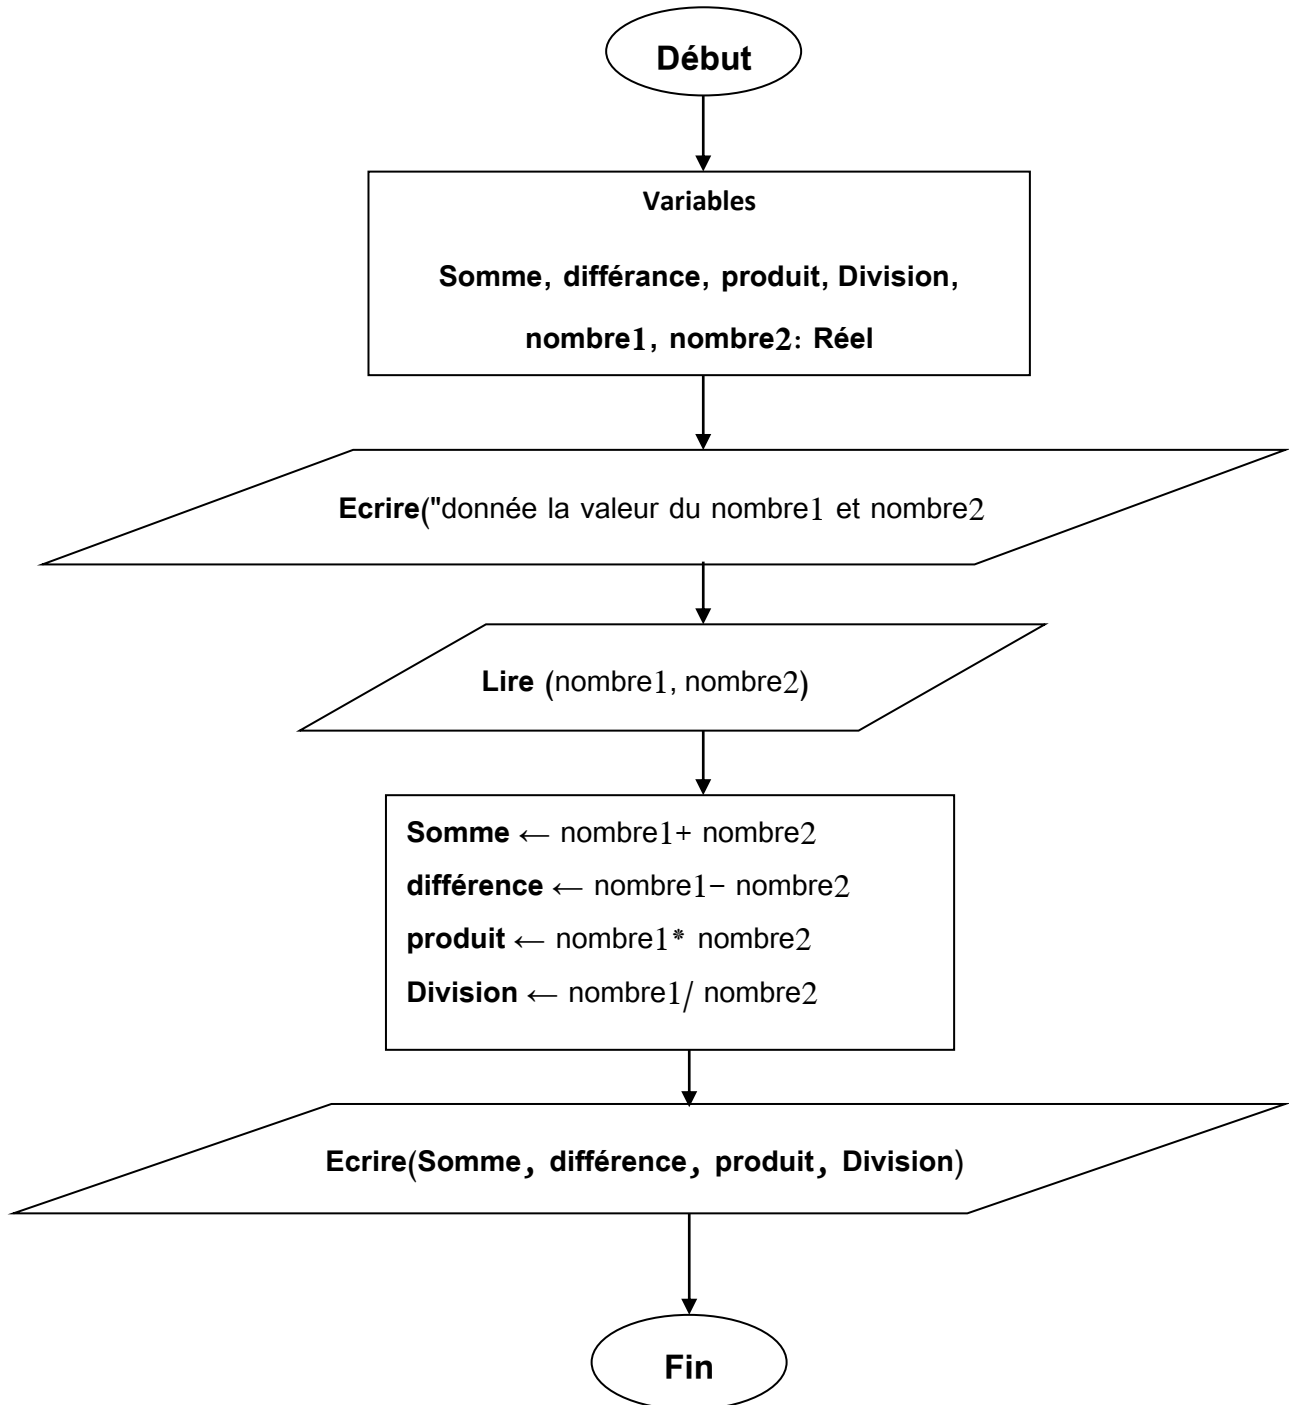 Début
Variables
Somme, différance, produit, Division,
nombre1, nombre2: Réel
Ecrire("donnée la valeur du nombre1 et nombre2
Lire (nombre1, nombre2)
Somme ← nombre1+ nombre2
différence ← nombre1− nombre2
produit ← nombre1* nombre2
Division ← nombre1/ nombre2
Ecrire(Somme, différence, produit, Division)
Fin